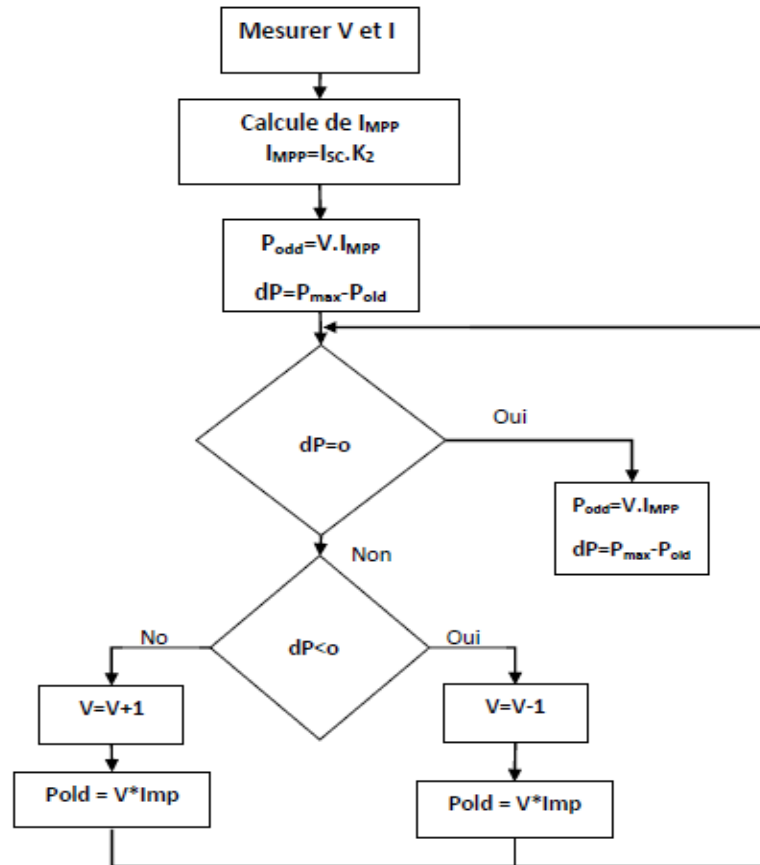 Mesurer V et I
Calcule de IMPP
IMPP=ISC.K2
Podd=V.IMPP
dP=Pmax-Pold
dP=o
Oui
Podd=V.IMPP
dP=Pmax-Pold
Non
dP<o
No
Oui
V=V+1
V=V-1
Pold = V*Imp
Pold = V*Imp